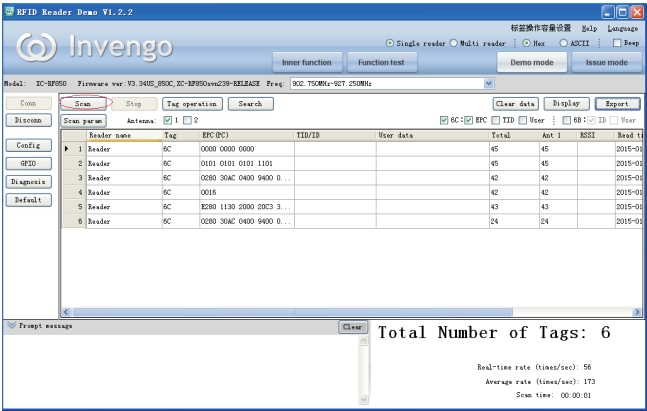 RFID Reader Demo V1.2.2
标签操作容量设置 Help Language
Invengo
Single reader Multi reader Hex ASCII Beep
Inner function Function test Demo mode Issue mode
Model: XC-RF850 Firmware ver:V3.34US_850C,XC-RF850svn239-RELEASE Freq: 902.750MHz-927.250MHz
Conn Scan Stop Tag operation Search Clear data Display Export
Disconn Scan param Antenna: 1 2 6C: EPC TID User 6B: ID User
Reader name Tag EPC(PC) TID/ID User data Total Ant 1 RSSI Read ti
1 Reader 6C 0000 0000 0000 45 45 2015-01
2 Reader 6C 0101 0101 0101 1101 45 45 2015-01
3 Reader 6C 0280 30AC 0400 9400 0... 42 42 2015-01
4 Reader 6C 0016 42 42 2015-01
5 Reader 6C E280 1130 2000 20C3 3... 43 43 2015-01
6 Reader 6C 0280 30AC 0400 9400 0... 24 24 2015-01
Config
GPIO
Diagnosis
Default
Prompt message Clear
Total Number of Tags: 6
Real-time rate (times/sec): 56
Average rate (times/sec): 173
Scan time: 00:00:01